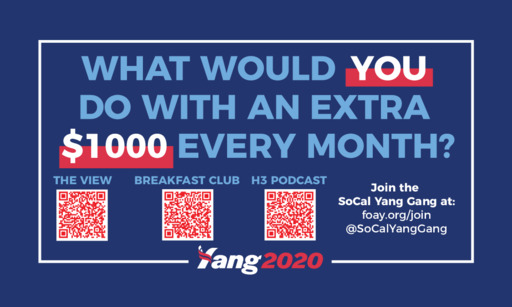 WHAT WOULD YOU
DO WITH AN EXTRA
$1000 EVERY MONTH?
THE VIEW
BREAKFAST CLUB
H3 PODCAST
Join the
SoCal Yang Gang at:
foay.org/join
@SoCalYangGang
Yang2020